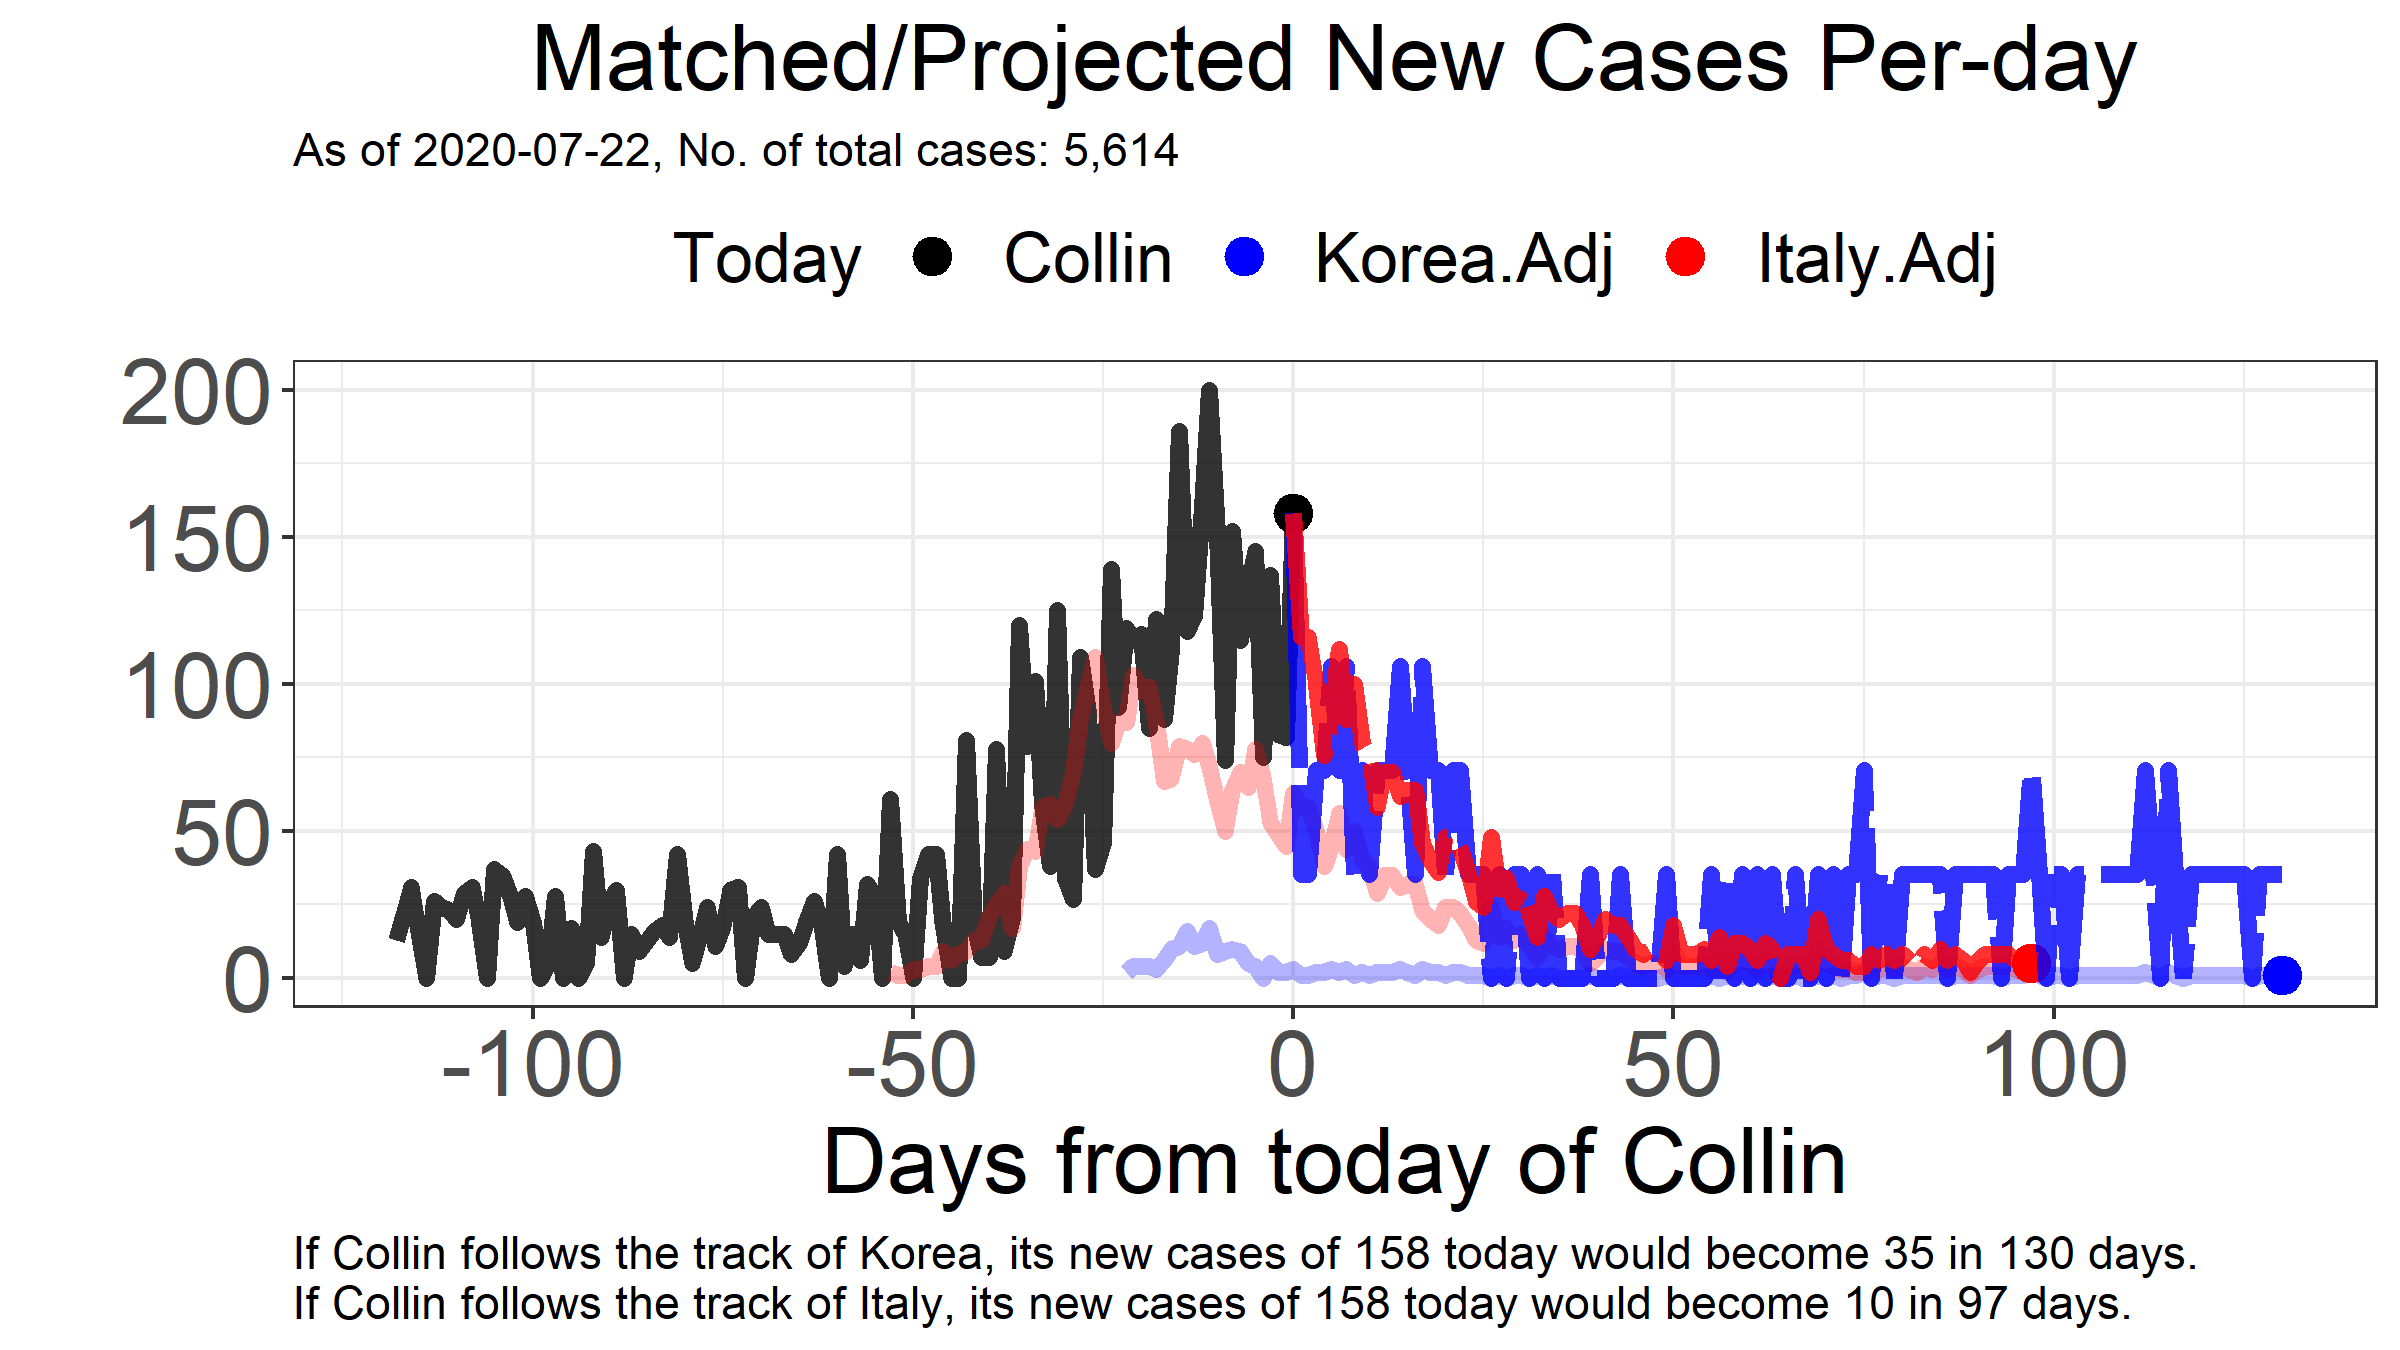 Matched/Projected New Cases Per-day
As of 2020-07-22, No. of total cases: 5,614
Today Collin Korea.Adj Italy.Adj
200
150
100
50
0
-100 -50 0 50 100
Days from today of Collin
If Collin follows the track of Korea, its new cases of 158 today would become 35 in 130 days.
If Collin follows the track of Italy, its new cases of 158 today would become 10 in 97 days.